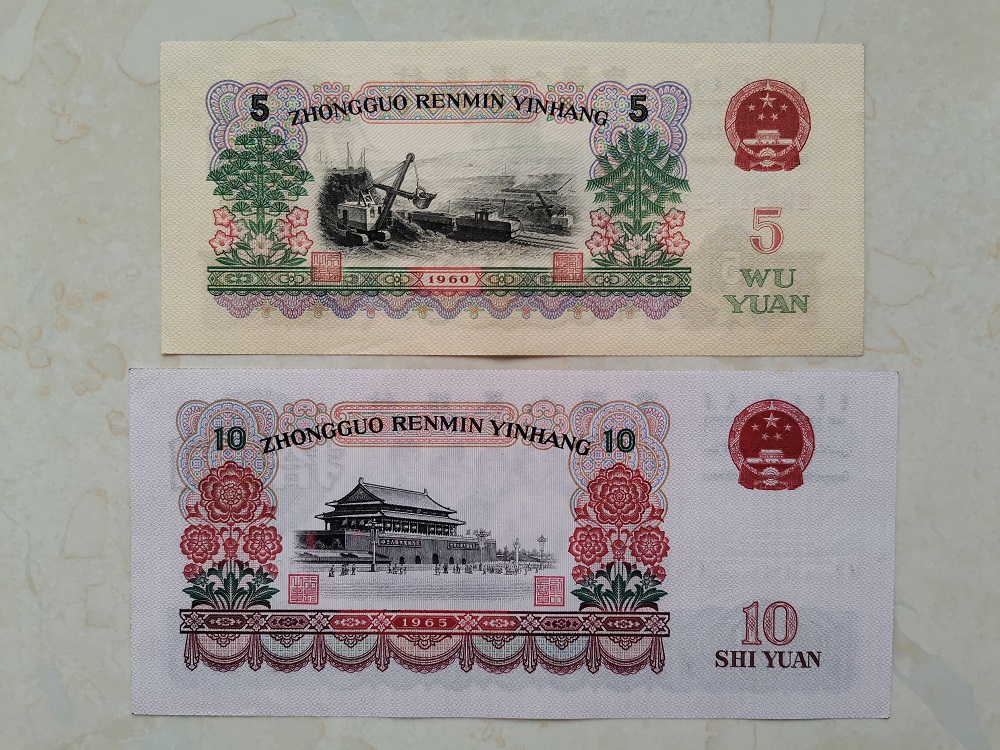 5 ZHONGGUO RENMIN YINHANG 5
1960
5
WU
YUAN
10 ZHONGGUO RENMIN YINHANG 10
1965
10
SHI YUAN